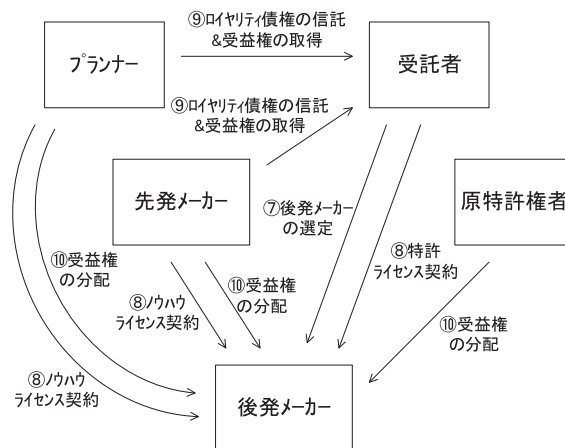 ⑨ロイヤリティ債権の信託
&受益権の取得
プランナー
受託者
⑨ロイヤリティ債権の信託
&受益権の取得
先発メーカー
⑦後発メーカー
の選定
原特許権者
⑧特許
ライセンス契約
⑩受益権
の分配
⑩受益権
の分配
⑧ノウハウ
ライセンス契約
⑩受益権
の分配
⑧ノウハウ
ライセンス契約
後発メーカー